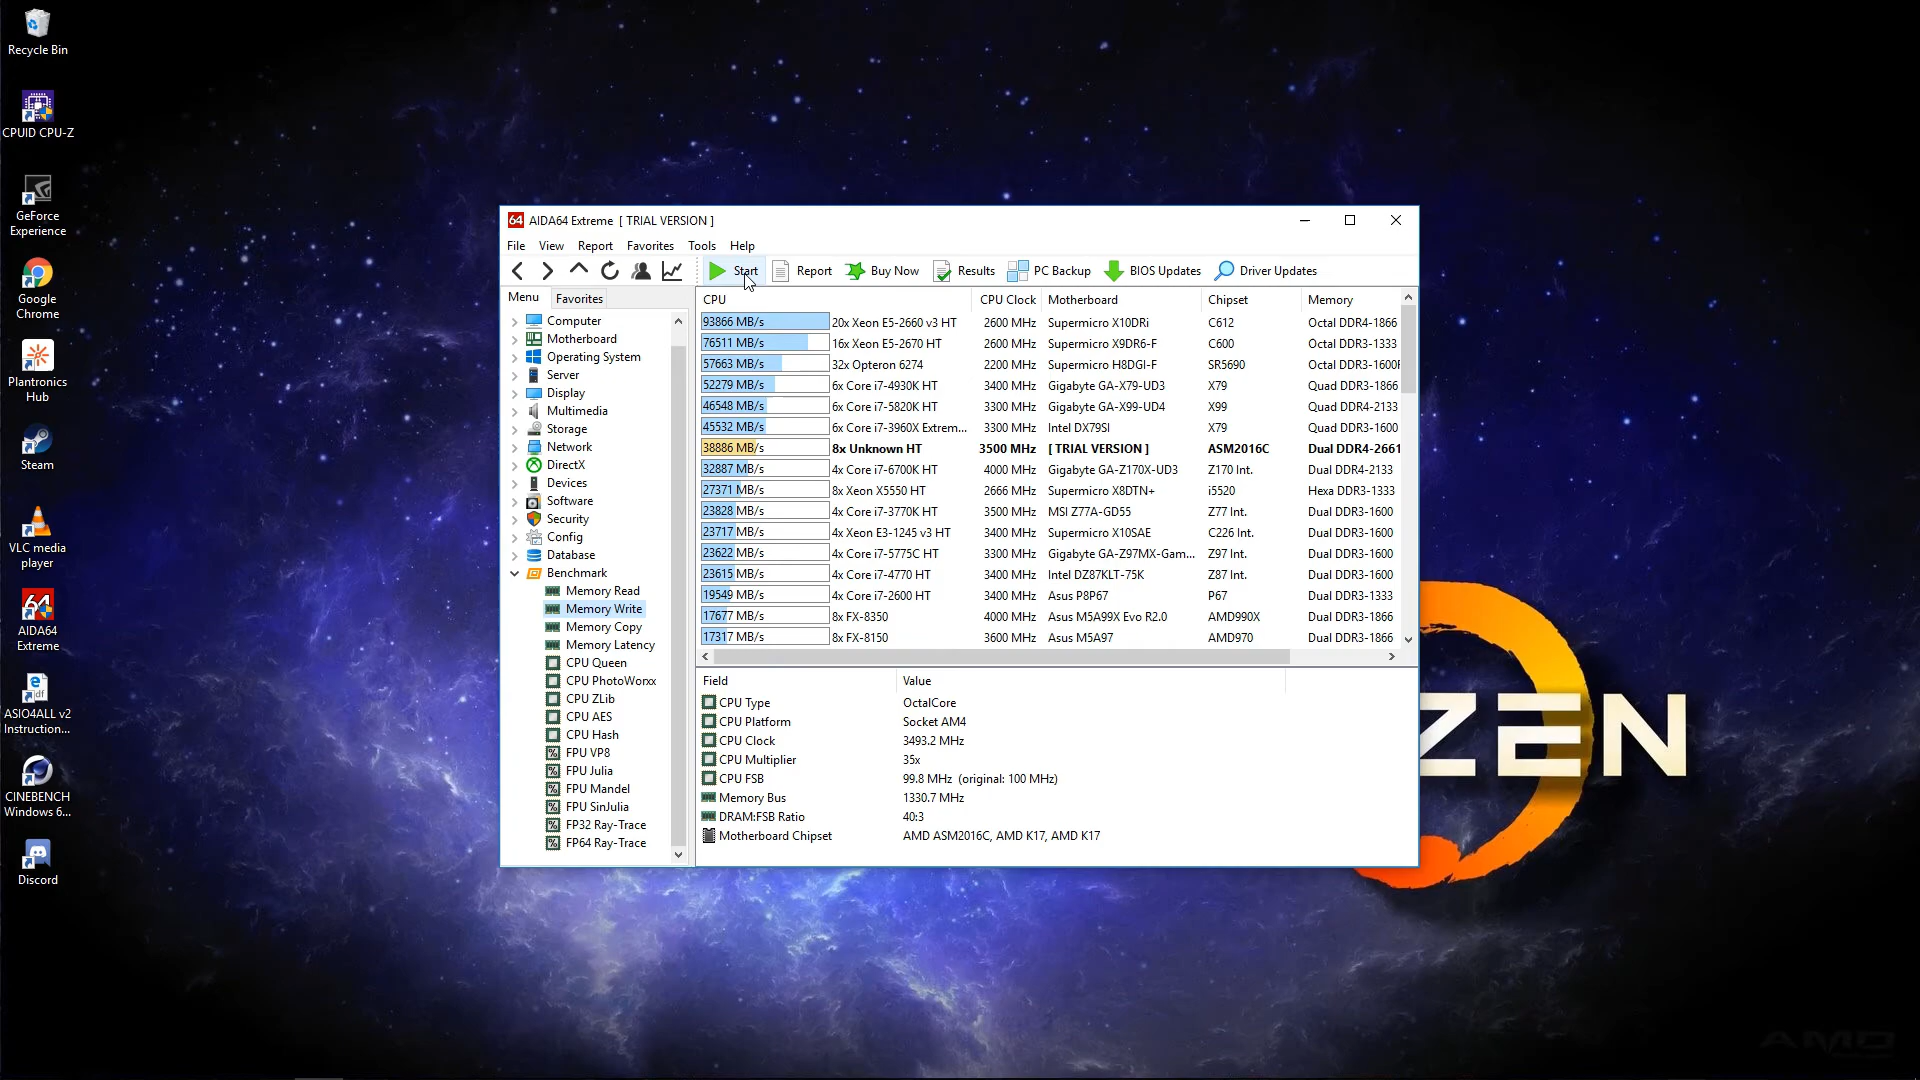 Recycle Bin
CPUID CPU-Z
GeForce
Experience
Google
Chrome
Plantronics
Hub
Steam
VLC media
player
64
AIDA64
Extreme
ASIO4ALL v2
Instruction...
CINEBENCH
Windows 6...
Discord
64 AIDA64 Extreme [ TRIAL VERSION ]
File View Report Favorites Tools Help
Start Report Buy Now Results PC Backup BIOS Updates Driver Updates
Menu Favorites
Computer
Motherboard
Operating System
Server
Display
Multimedia
Storage
Network
DirectX
Devices
Software
Security
Config
Database
Benchmark
Memory Read
Memory Write
Memory Copy
Memory Latency
CPU Queen
CPU PhotoWorxx
CPU ZLib
CPU AES
CPU Hash
FPU VP8
FPU Julia
FPU Mandel
FPU SinJulia
FP32 Ray-Trace
FP64 Ray-Trace
CPU CPU Clock Motherboard Chipset Memory
93866 MB/s 20x Xeon E5-2660 v3 HT 2600 MHz Supermicro X10DRi C612 Octal DDR4-1866
76511 MB/s 16x Xeon E5-2670 HT 2600 MHz Supermicro X9DR6-F C600 Octal DDR3-1333
57663 MB/s 32x Opteron 6274 2200 MHz Supermicro H8DGI-F SR5690 Octal DDR3-1600R
52279 MB/s 6x Core i7-4930K HT 3400 MHz Gigabyte GA-X79-UD3 X79 Quad DDR3-1866
46548 MB/s 6x Core i7-5820K HT 3300 MHz Gigabyte GA-X99-UD4 X99 Quad DDR4-2133
45532 MB/s 6x Core i7-3960X Extrem... 3300 MHz Intel DX79SI X79 Quad DDR3-1600
38886 MB/s 8x Unknown HT 3500 MHz [ TRIAL VERSION ] ASM2016C Dual DDR4-2661
32887 MB/s 4x Core i7-6700K HT 4000 MHz Gigabyte GA-Z170X-UD3 Z170 Int. Dual DDR4-2133
27371 MB/s 8x Xeon X5550 HT 2666 MHz Supermicro X8DTN+ i5520 Hexa DDR3-1333
23828 MB/s 4x Core i7-3770K HT 3500 MHz MSI Z77A-GD55 Z77 Int. Dual DDR3-1600
23717 MB/s 4x Xeon E3-1245 v3 HT 3400 MHz Supermicro X10SAE C226 Int. Dual DDR3-1600
23622 MB/s 4x Core i7-5775C HT 3300 MHz Gigabyte GA-Z97MX-Gam... Z97 Int. Dual DDR3-1600
23615 MB/s 4x Core i7-4770 HT 3400 MHz Intel DZ87KLT-75K Z87 Int. Dual DDR3-1600
19549 MB/s 4x Core i7-2600 HT 3400 MHz Asus P8P67 P67 Dual DDR3-1333
17677 MB/s 8x FX-8350 4000 MHz Asus M5A99X Evo R2.0 AMD990X Dual DDR3-1866
17317 MB/s 8x FX-8150 3600 MHz Asus M5A97 AMD970 Dual DDR3-1866
Field Value
CPU Type OctalCore
CPU Platform Socket AM4
CPU Clock 3493.2 MHz
CPU Multiplier 35x
CPU FSB 99.8 MHz (original: 100 MHz)
Memory Bus 1330.7 MHz
DRAM:FSB Ratio 40:3
Motherboard Chipset AMD ASM2016C, AMD K17, AMD K17
ZEN
AMD